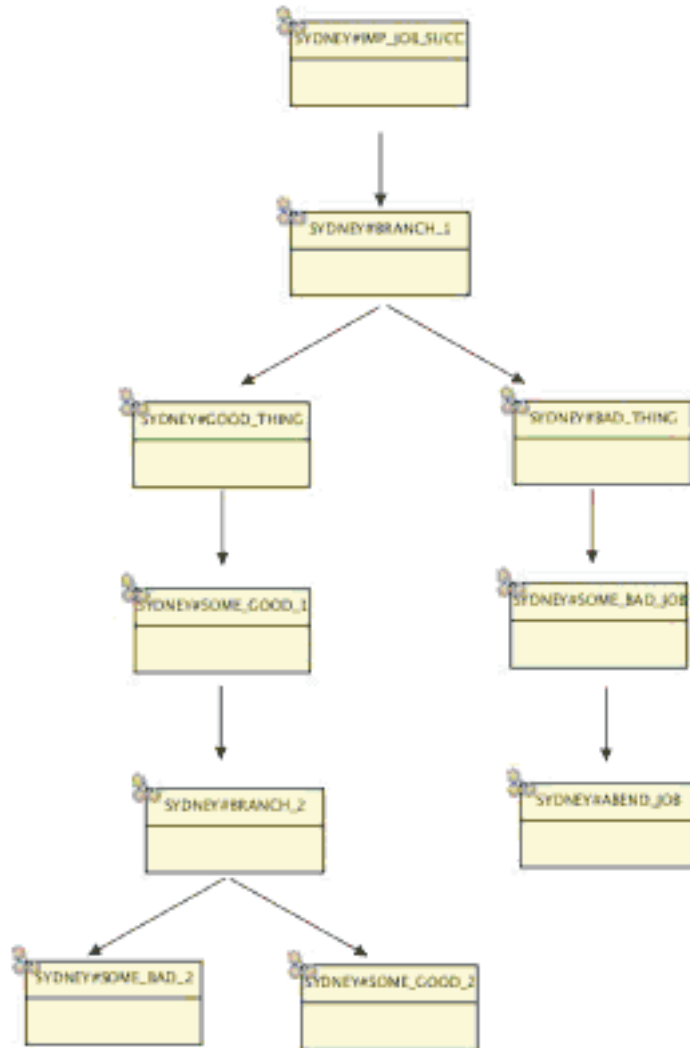 SYDNEY#IMP_JOB_SUCC
SYDNEY#BRANCH_1
SYDNEY#GOOD_THING
SYDNEY#BAD_THING
SYDNEY#SOME_GOOD_1
SYDNEY#SOME_BAD_JOB
SYDNEY#BRANCH_2
SYDNEY#ABEND_JOB
SYDNEY#SOME_BAD_2
SYDNEY#SOME_GOOD_2